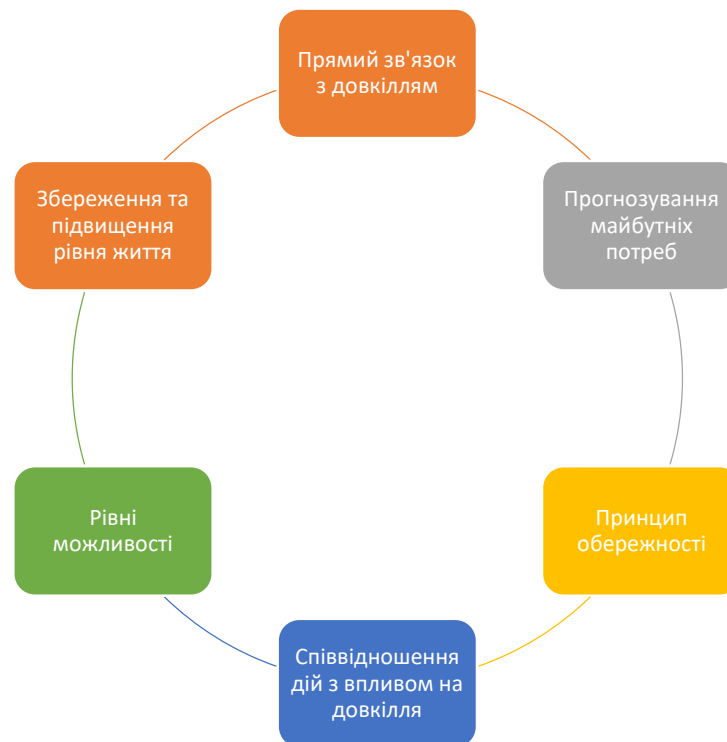 Прямий зв'язок
з довкіллям
Прогнозування
майбутніх
потреб
Принцип
обережності
Співвідношення
дій з впливом на
довкілля
Рівні
можливості
Збереження та
підвищення
рівня життя